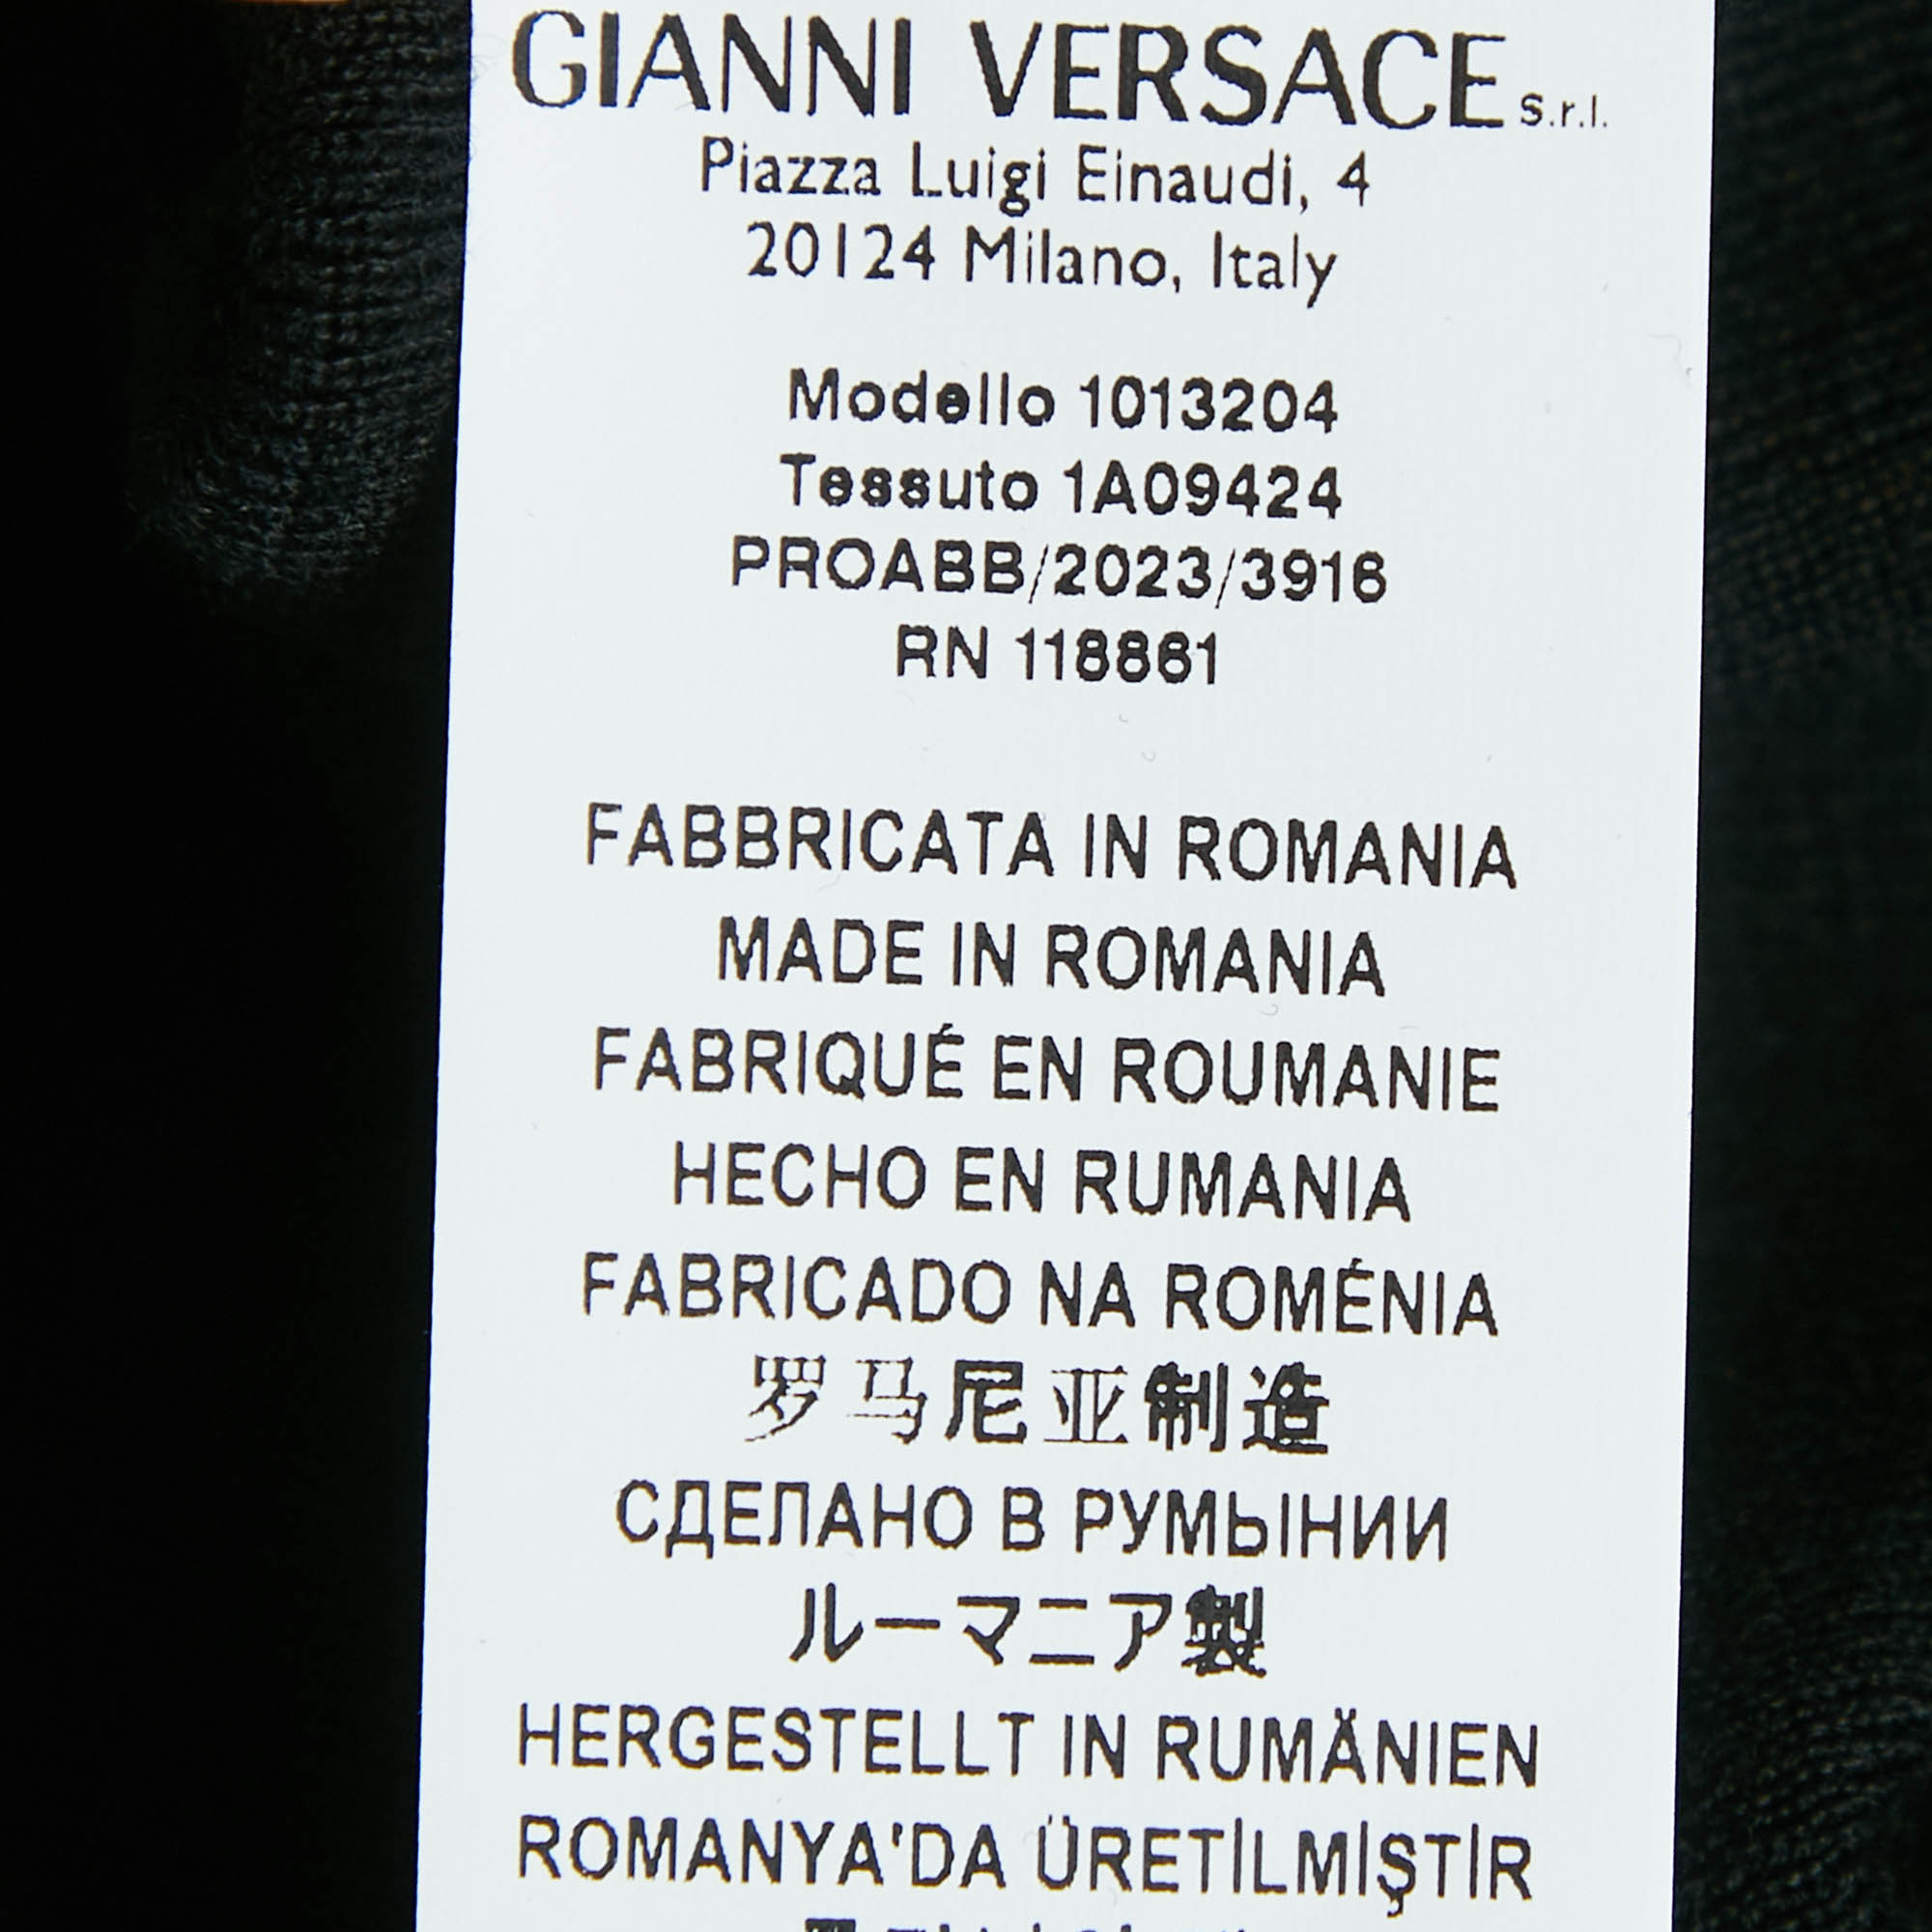 GIANNI VERSACE s.r.l.
Piazza Luigi Einaudi, 4
20124 Milano, Italy
Modello 1013204
Tessuto 1A09424
PROABB/2023/3916
RN 118861
FABBRICATA IN ROMANIA
MADE IN ROMANIA
FABRIQUÉ EN ROUMANIE
HECHO EN RUMANIA
FABRICADO NA ROMÉNIA
罗马尼亚制造
СДЕЛАНО В РУМЫНИИ
ルーマニア製
HERGESTELLT IN RUMÄNIEN
ROMANYA'DA ÜRETİLMİŞTİR